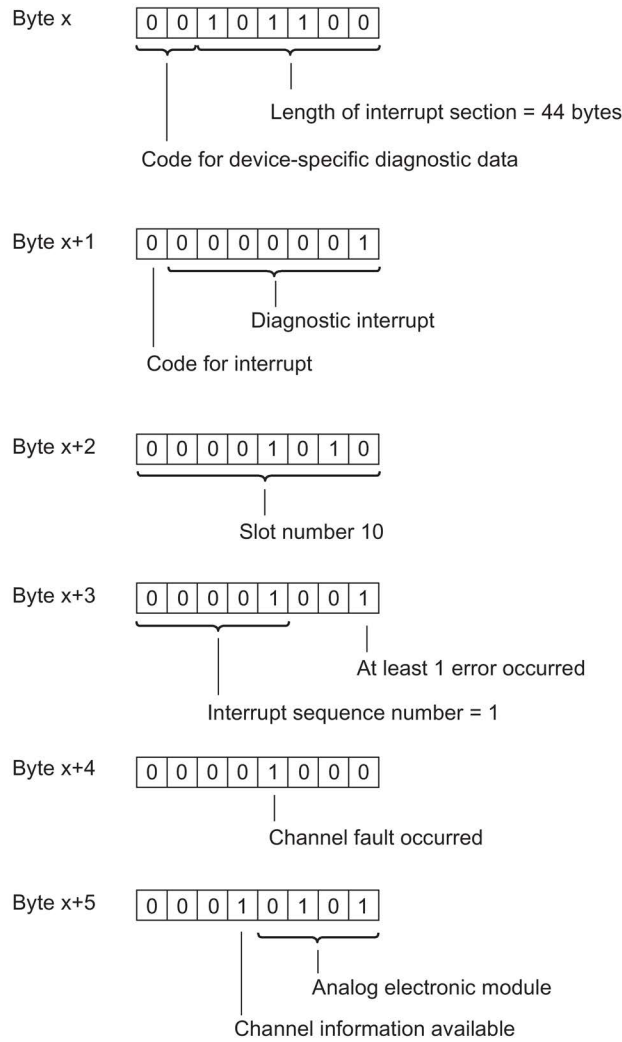 Byte x 0 0 1 0 1 1 0 0
Length of interrupt section = 44 bytes
Code for device-specific diagnostic data
Byte x+1 0 0 0 0 0 0 0 1
Diagnostic interrupt
Code for interrupt
Byte x+2 0 0 0 0 1 0 1 0
Slot number 10
Byte x+3 0 0 0 0 1 0 0 1
At least 1 error occurred
Interrupt sequence number = 1
Byte x+4 0 0 0 0 1 0 0 0
Channel fault occurred
Byte x+5 0 0 0 1 0 1 0 1
Analog electronic module
Channel information available